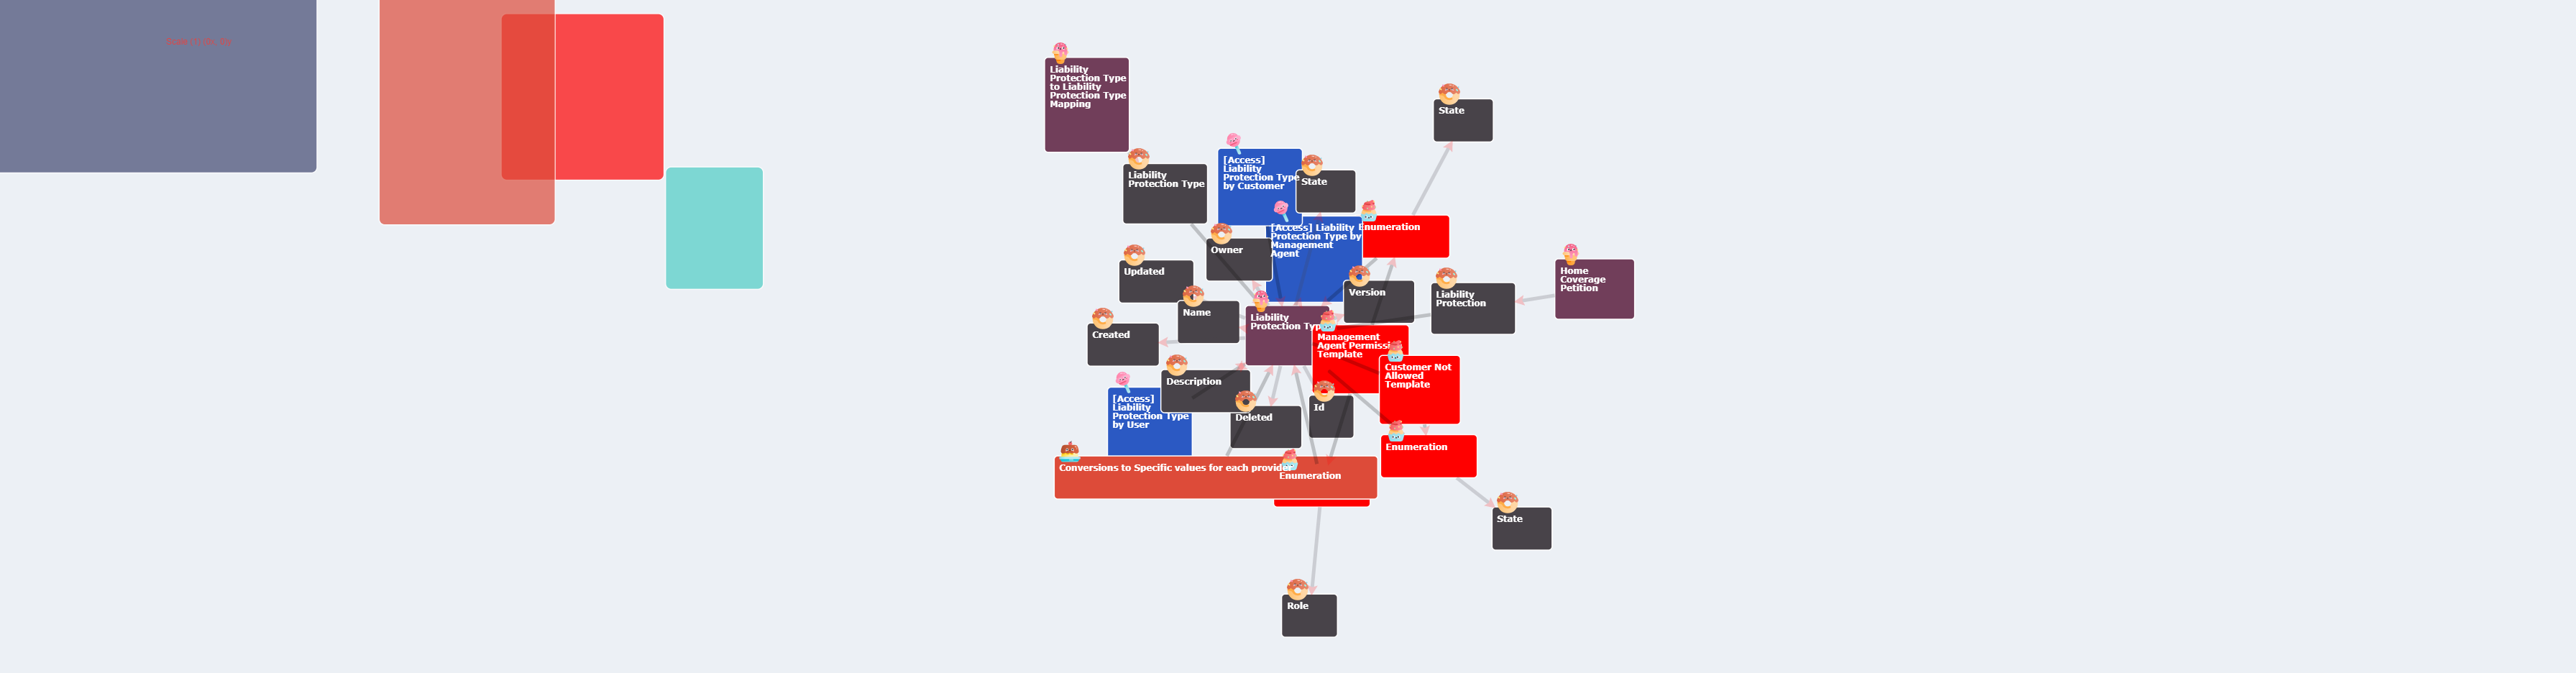 Liability
Protection Type
to Liability
Protection Type
Mapping
State
[Access]
Liability
Protection Type
by Customer
State
Liability
Protection Type
Enumeration
[Access] Liability
Protection Type by
Management
Agent
Owner
Updated
Home
Coverage
Petition
Version
Liability
Protection
Name
Liability
Protection Type
Created
Management
Agent Permissi
Template
Customer Not
Allowed
Template
Description
[Access]
Liability
Protection Type
by User
Id
Deleted
Enumeration
Conversions to Specific values for each provider
Enumeration
State
Role